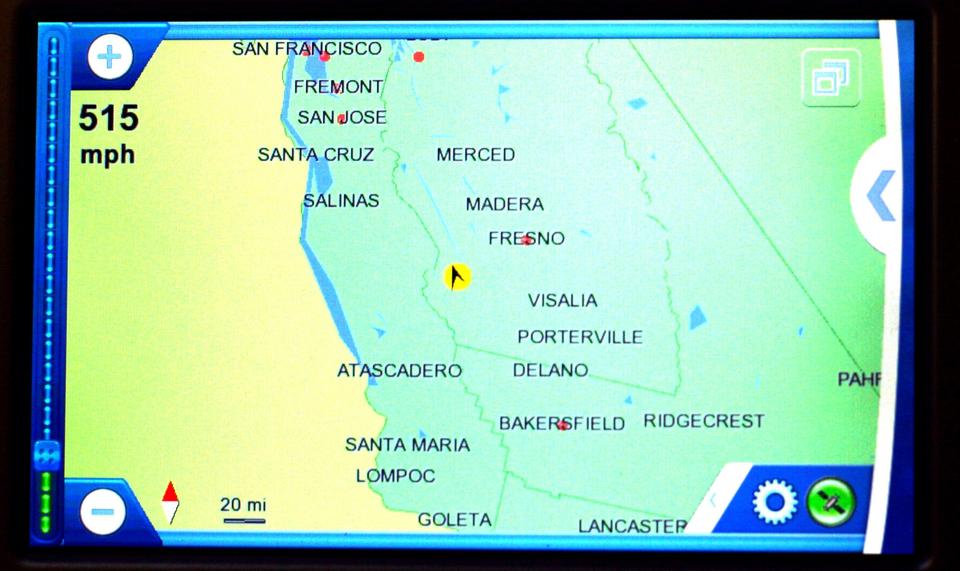 SAN FRANCISCO
515
mph
FREMONT
SAN JOSE
SANTA CRUZ
MERCED
SALINAS
MADERA
FRESNO
VISALIA
PORTERVILLE
ATASCADERO
DELANO
PAHR
BAKERSFIELD
RIDGECREST
SANTA MARIA
LOMPOC
20 mi
GOLETA
LANCASTER